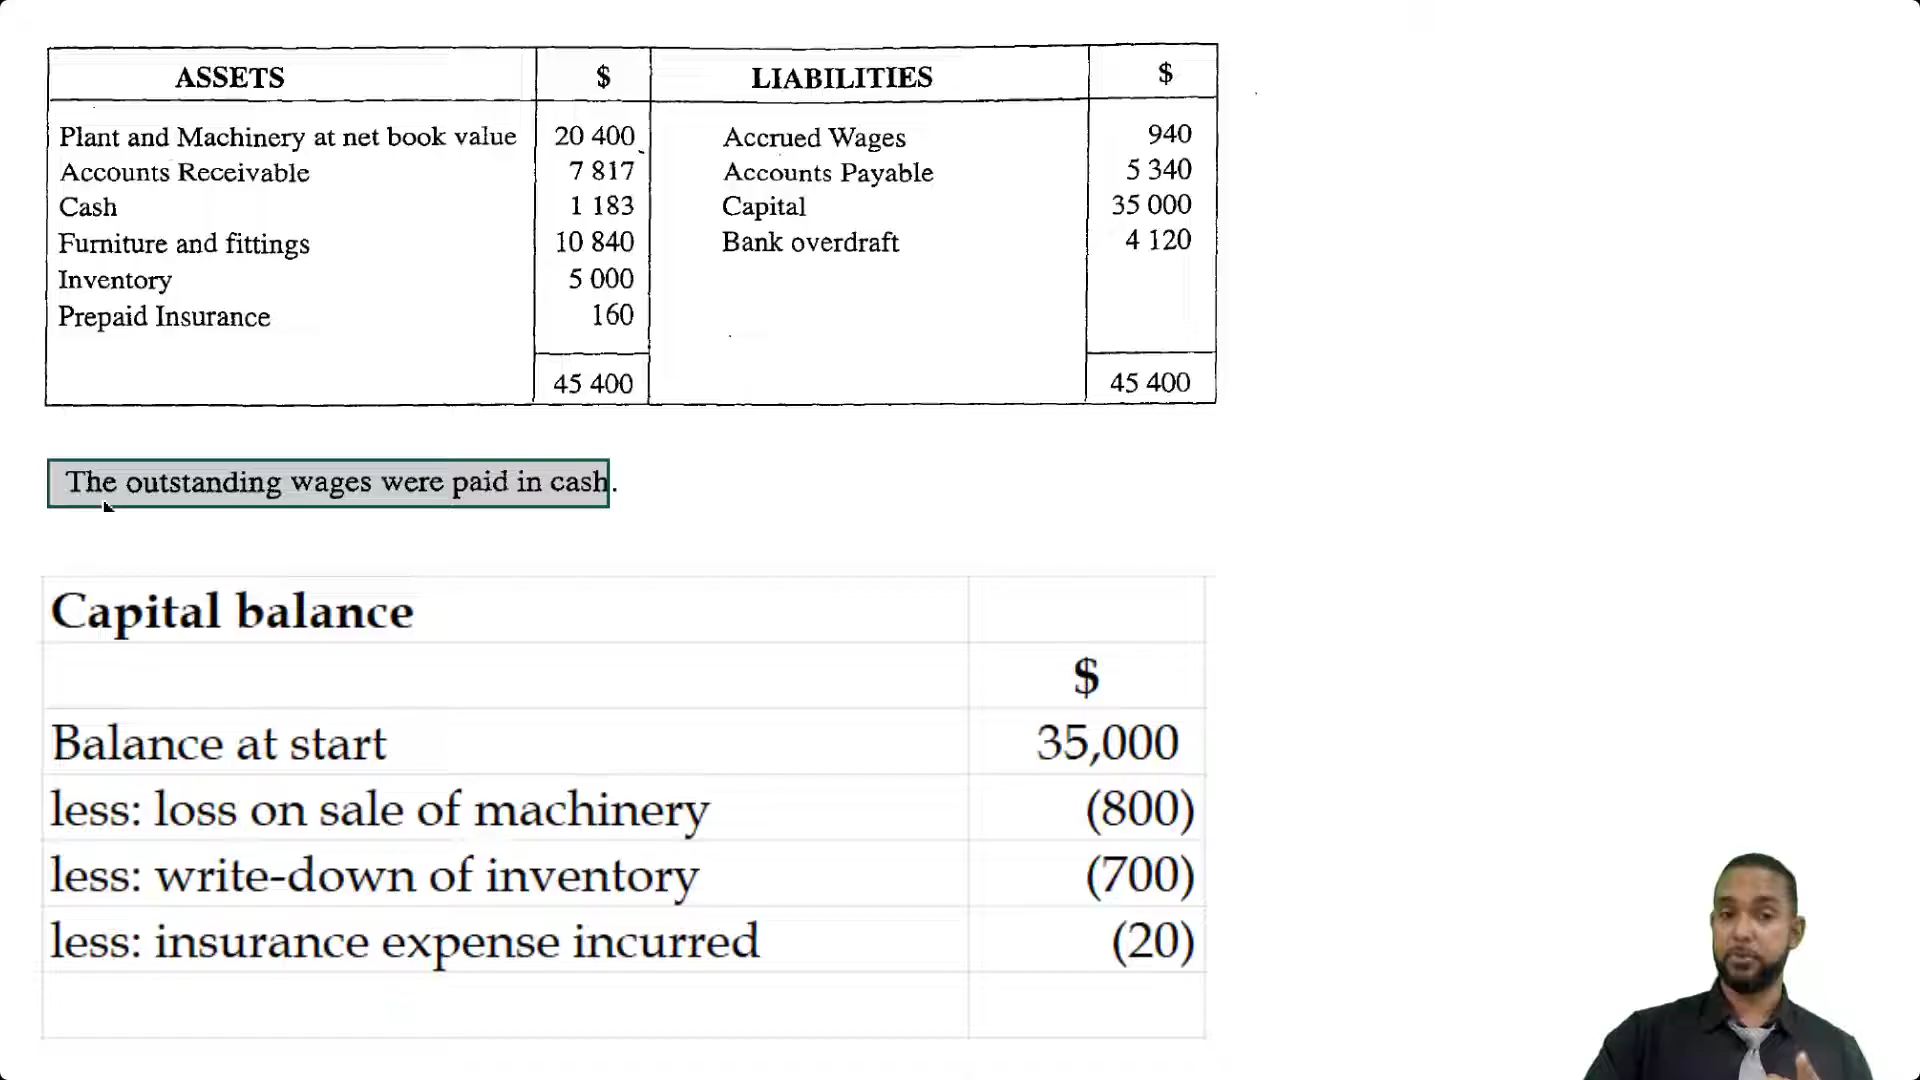 ASSETS $ LIABILITIES $
Plant and Machinery at net book value 20 400 Accrued Wages 940
Accounts Receivable 7 817 Accounts Payable 5 340
Cash 1 183 Capital 35 000
Furniture and fittings 10 840 Bank overdraft 4 120
Inventory 5 000
Prepaid Insurance 160
45 400 45 400
The outstanding wages were paid in cash.
Capital balance
$
Balance at start 35,000
less: loss on sale of machinery (800)
less: write-down of inventory (700)
less: insurance expense incurred (20)